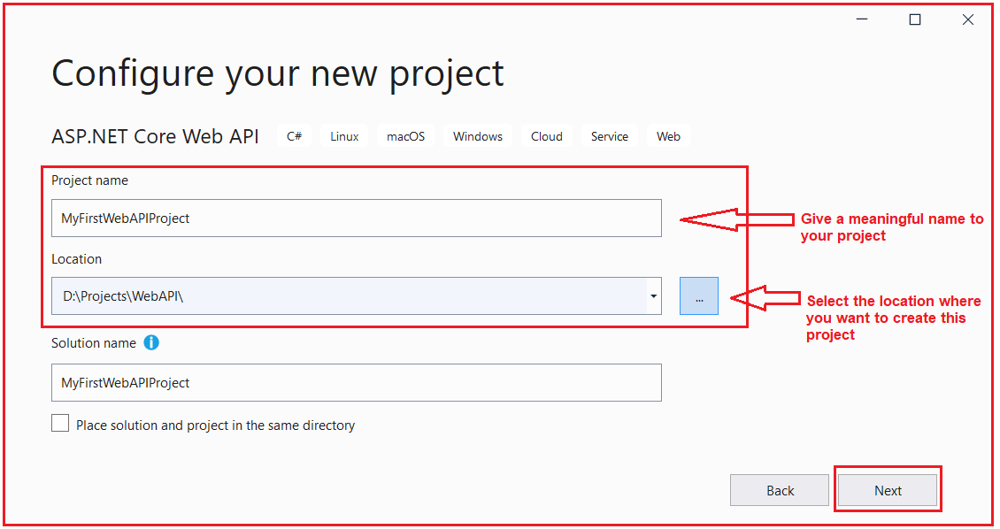 Configure your new project
ASP.NET Core Web API C# Linux macOS Windows Cloud Service Web
Project name
MyFirstWebAPIProject
Give a meaningful name to
your project
Location
D:\Projects\WebAPI\
...
Select the location where
you want to create this
project
Solution name
MyFirstWebAPIProject
Place solution and project in the same directory
Back Next